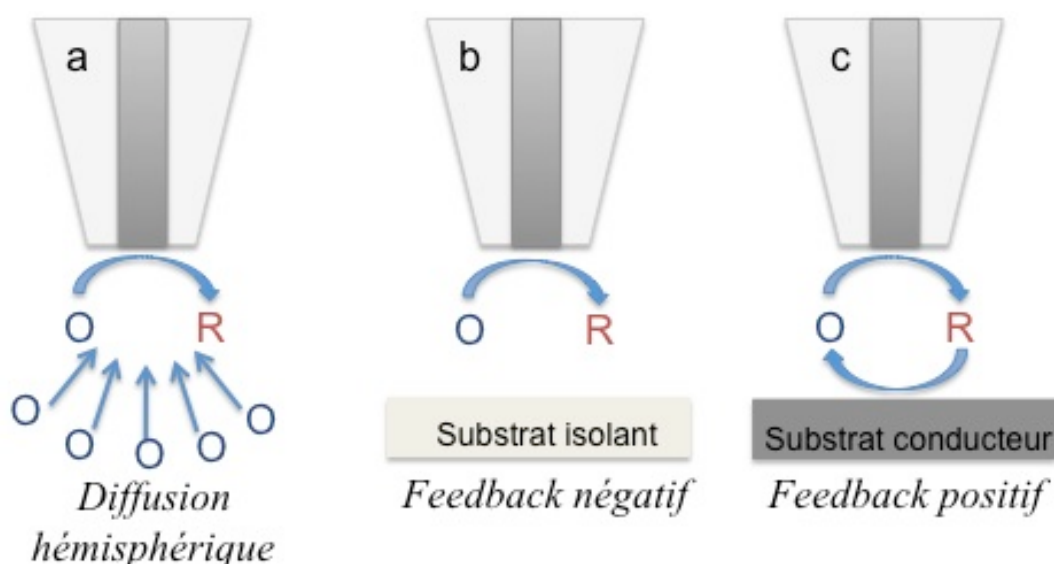 a
b
c
O R
O R
O R
O O O O O
Substrat isolant
Substrat conducteur
Diffusion
hémisphérique
Feedback négatif
Feedback positif